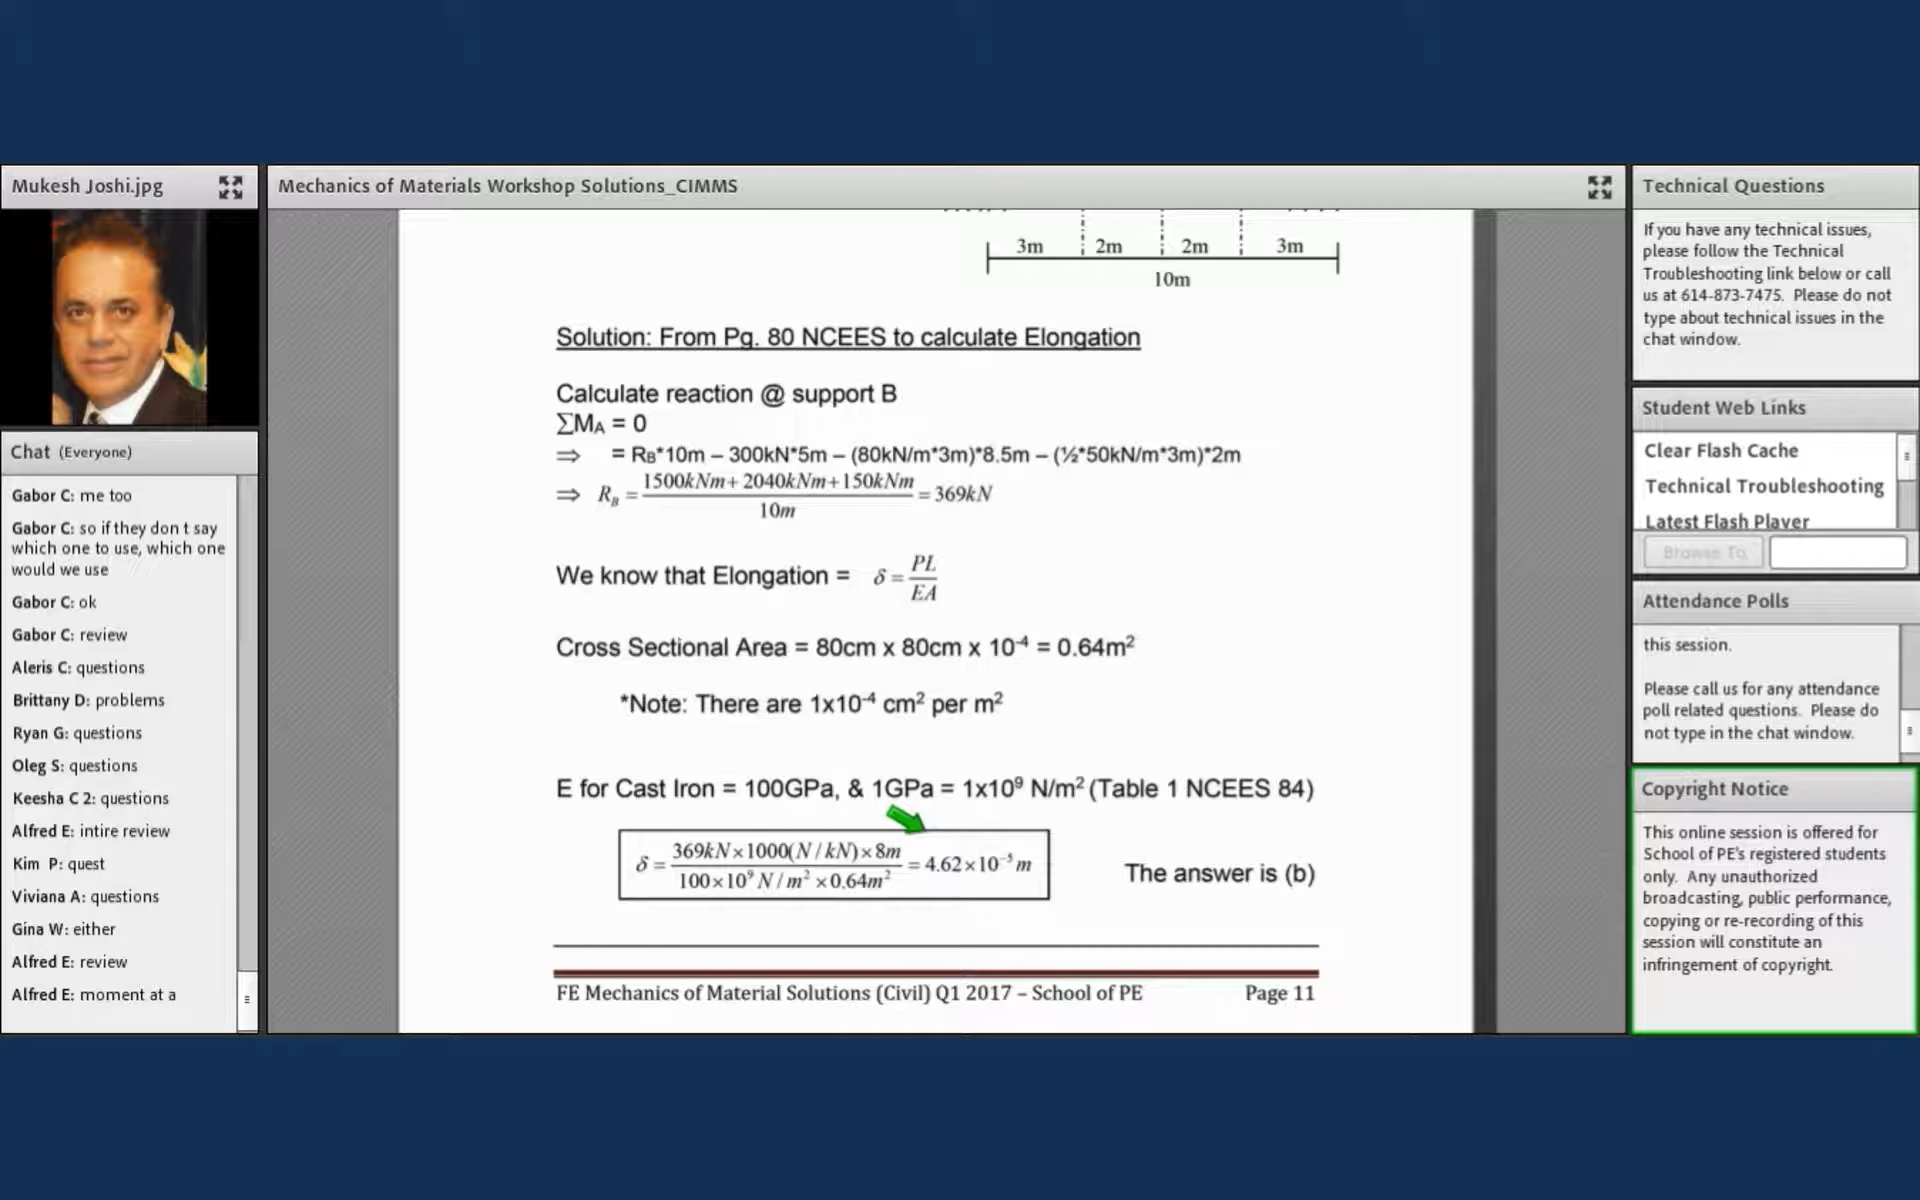 Mukesh Joshi.jpg
Chat (Everyone)
Gabor C: me too
Gabor C: so if they don t say
which one to use, which one
would we use
Gabor C: ok
Gabor C: review
Aleris C: questions
Brittany D: problems
Ryan G: questions
Oleg S: questions
Keesha C 2: questions
Alfred E: intire review
Kim P: quest
Viviana A: questions
Gina W: either
Alfred E: review
Alfred E: moment at a
Mechanics of Materials Workshop Solutions_CIMMS
3m 2m 2m 3m
10m
Solution: From Pg. 80 NCEES to calculate Elongation
Calculate reaction @ support B
∑MA = 0
⇒ = RB*10m – 300kN*5m – (80kN/m*3m)*8.5m – (½*50kN/m*3m)*2m
⇒ R_B = (1500kNm + 2040kNm + 150kNm) / 10m = 369kN
We know that Elongation = δ = PL / EA
Cross Sectional Area = 80cm x 80cm x 10⁻⁴ = 0.64m²
*Note: There are 1x10⁻⁴ cm² per m²
E for Cast Iron = 100GPa, & 1GPa = 1x10⁹ N/m² (Table 1 NCEES 84)
δ = (369kN × 1000(N / kN) × 8m) / (100 × 10⁹ N / m² × 0.64m²) = 4.62 × 10⁻⁵ m
The answer is (b)
FE Mechanics of Material Solutions (Civil) Q1 2017 – School of PE Page 11
Technical Questions
If you have any technical issues,
please follow the Technical
Troubleshooting link below or call
us at 614-873-7475. Please do not
type about technical issues in the
chat window.
Student Web Links
Clear Flash Cache
Technical Troubleshooting
Latest Flash Player
Browse To
Attendance Polls
this session.
Please call us for any attendance
poll related questions. Please do
not type in the chat window.
Copyright Notice
This online session is offered for
School of PE's registered students
only. Any unauthorized
broadcasting, public performance,
copying or re-recording of this
session will constitute an
infringement of copyright.